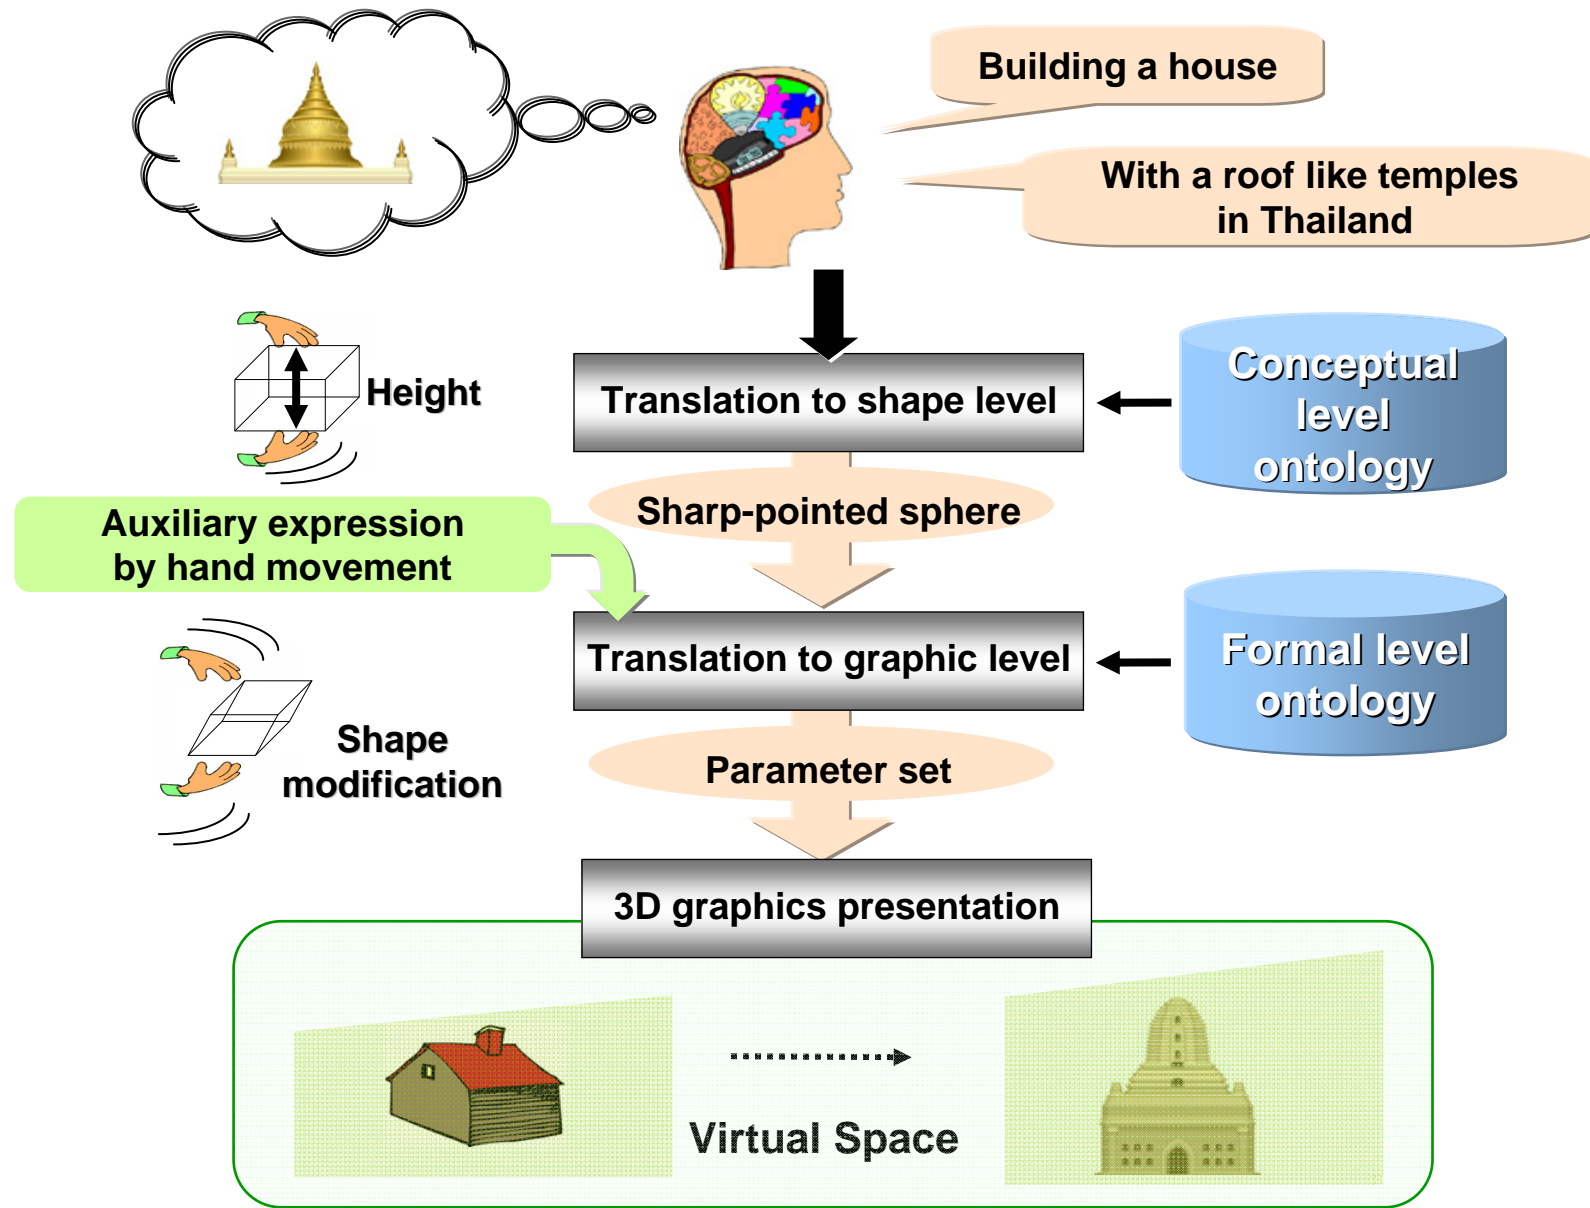 Building a house
With a roof like temples
in Thailand
Height
Translation to shape level
Conceptual
level
ontology
Sharp-pointed sphere
Auxiliary expression
by hand movement
Translation to graphic level
Formal level
ontology
Shape
modification
Parameter set
3D graphics presentation
Virtual Space